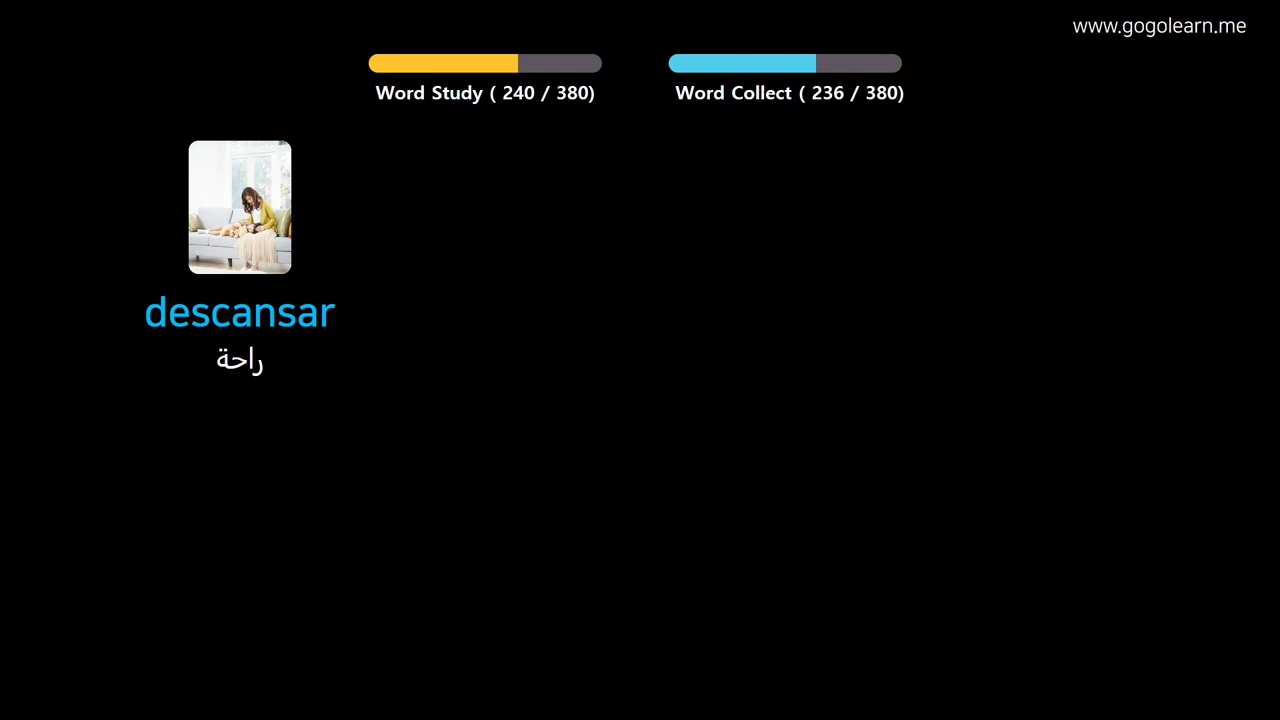 www.gogolearn.me
Word Study ( 240 / 380)
Word Collect ( 236 / 380)
descansar
راحة